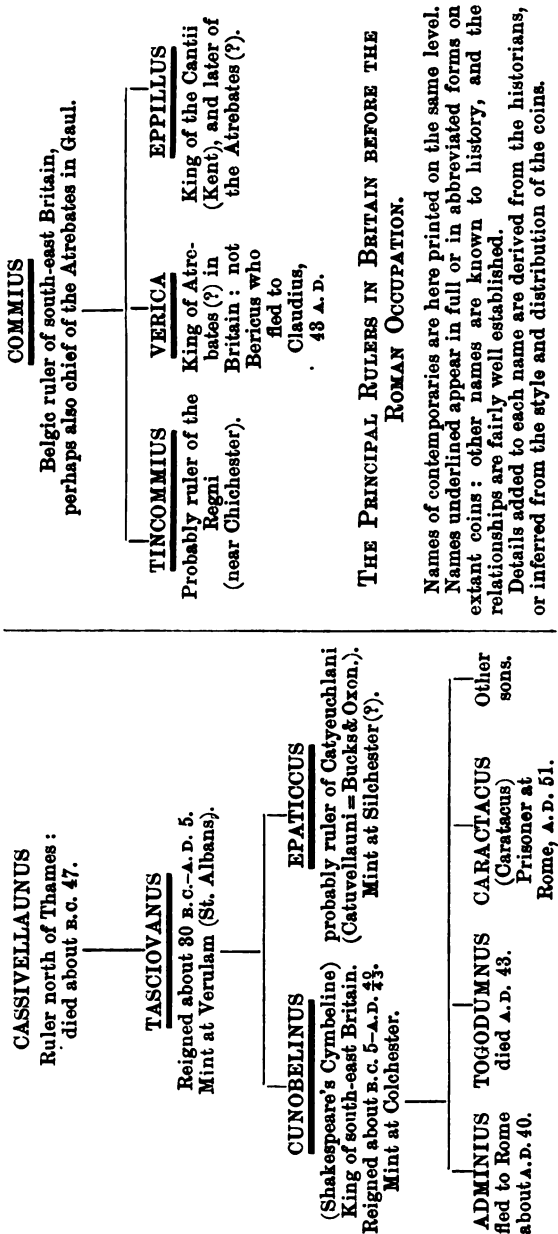 CASSIVELLAUNUS
Ruler north of Thames:
died about B.C. 47.
TASCIOVANUS
Reigned about 30 B.C.–A.D. 5.
Mint at Verulam (St. Albans).
CUNOBELINUS
(Shakespeare's Cymbeline)
King of south-east Britain.
Reigned about B.C. 5–A.D. 40/43.
Mint at Colchester.
EPATICCUS
probably ruler of Catyeuchlani
(Catuvellauni=Bucks & Oxon.).
Mint at Silchester (?).
ADMINIUS
fled to Rome
about A.D. 40.
TOGODUMNUS
died A.D. 43.
CARACTACUS
(Caratacus)
Prisoner at
Rome, A.D. 51.
Other
sons.
COMMIUS
Belgic ruler of south-east Britain,
perhaps also chief of the Atrebates in Gaul.
TINCOMMIUS
Probably ruler of the
Regni
(near Chichester).
VERICA
King of Atre-
bates (?) in
Britain: not
Bericus who
fled to
Claudius,
43 A.D.
EPPILLUS
King of the Cantii
(Kent), and later of
the Atrebates (?).
THE PRINCIPAL RULERS IN BRITAIN BEFORE THE
ROMAN OCCUPATION.
Names of contemporaries are here printed on the same level.
Names underlined appear in full or in abbreviated forms on
extant coins: other names are known to history, and the
relationships are fairly well established.
Details added to each name are derived from the historians,
or inferred from the style and distribution of the coins.